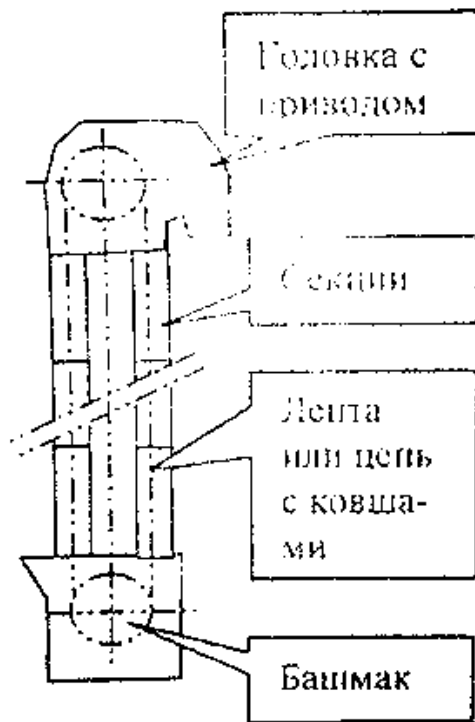 Головка с
приводом
Секции
Лента
или цепь
с ковша-
ми
Башмак